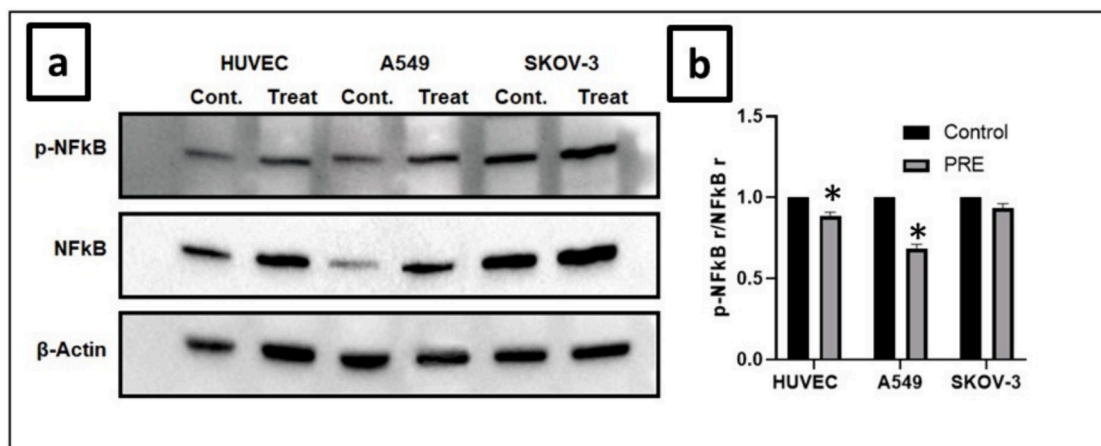 a
HUVEC A549 SKOV-3
Cont. Treat Cont. Treat Cont. Treat
p-NFkB
NFkB
β-Actin
b
1.5
1.0
0.5
0.0
p-NFkB r/NFkB r
Control
PRE
*
*
HUVEC A549 SKOV-3